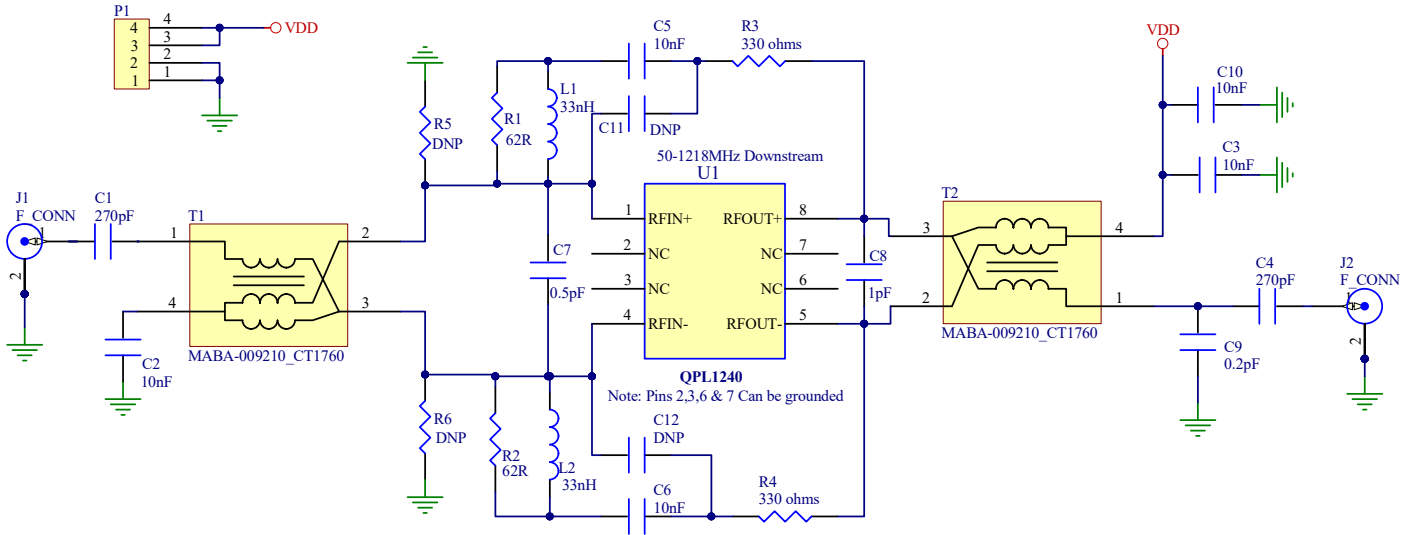 P1
4
3
2
1
4
3
2
1
VDD
J1
F_CONN
1
2
C1
270pF
T1
1
4
2
3
MABA-009210_CT1760
C2
10nF
R5
DNP
R6
DNP
R1
62R
L1
33nH
C5
10nF
C11
DNP
R3
330 ohms
C7
0.5pF
50-1218MHz Downstream
U1
1
RFIN+
RFOUT+
8
2
NC
NC
7
3
NC
NC
6
4
RFIN-
RFOUT-
5
QPL1240
Note: Pins 2,3,6 & 7 Can be grounded
R2
62R
L2
33nH
C12
DNP
C6
10nF
R4
330 ohms
C8
1pF
T2
3
2
4
1
MABA-009210_CT1760
VDD
C10
10nF
C3
10nF
C9
0.2pF
C4
270pF
J2
F_CONN
1
2